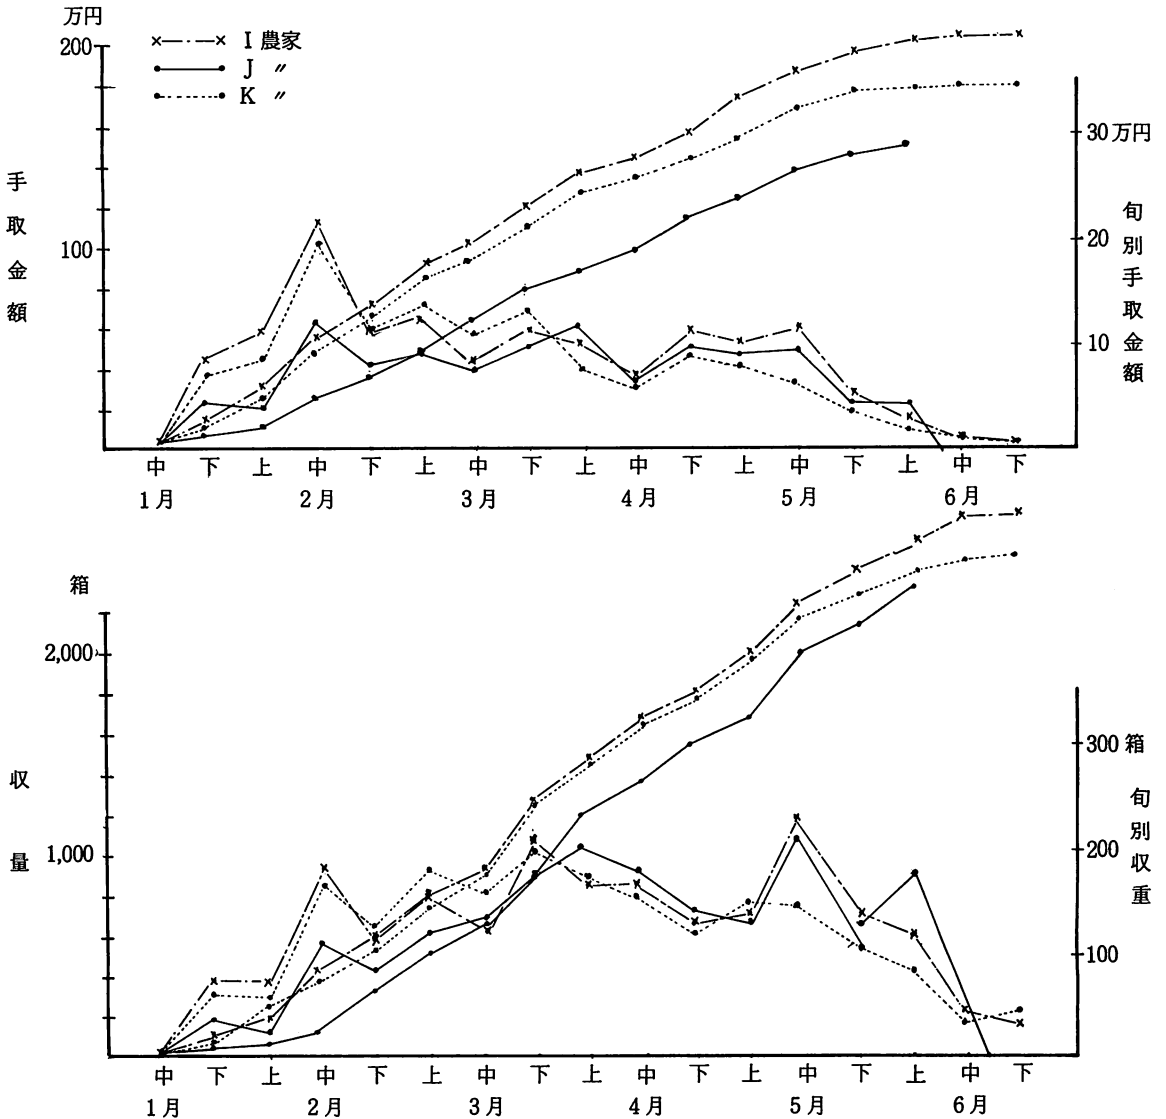 万円
200
100
手取金額
I 農家
J 〃
K 〃
30万円
20
10
旬別手取金額
中 下 上 中 下 上 中 下 上 中 下 上 中 下 上 中 下
1月 2月 3月 4月 5月 6月
箱
2,000
1,000
収量
300箱
200
100
旬別収重
中 下 上 中 下 上 中 下 上 中 下 上 中 下 上 中 下
1月 2月 3月 4月 5月 6月